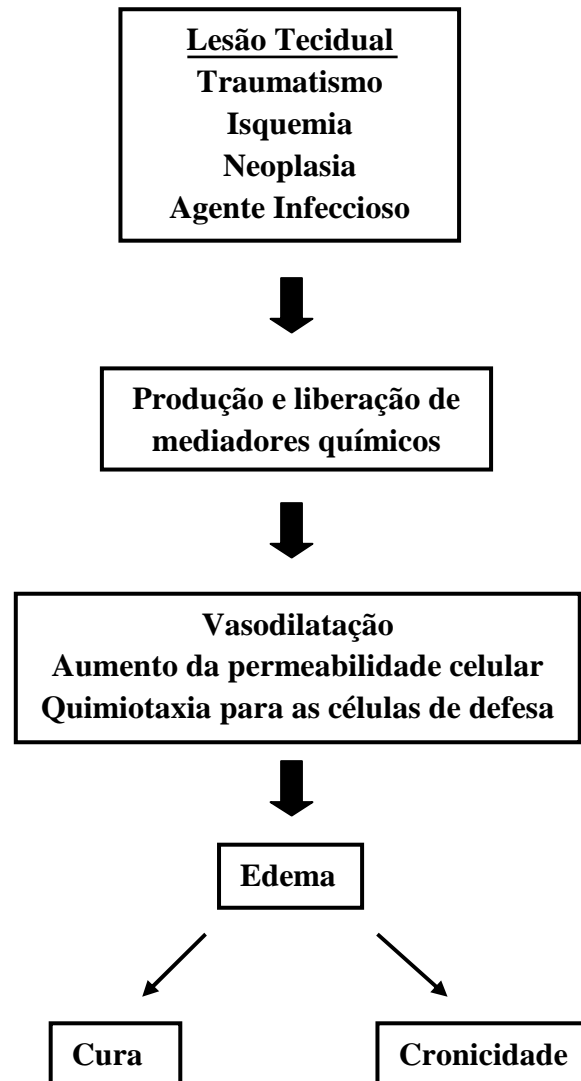 Lesão Tecidual
Traumatismo
Isquemia
Neoplasia
Agente Infeccioso
Produção e liberação de
mediadores químicos
Vasodilatação
Aumento da permeabilidade celular
Quimiotaxia para as células de defesa
Edema
Cura
Cronicidade